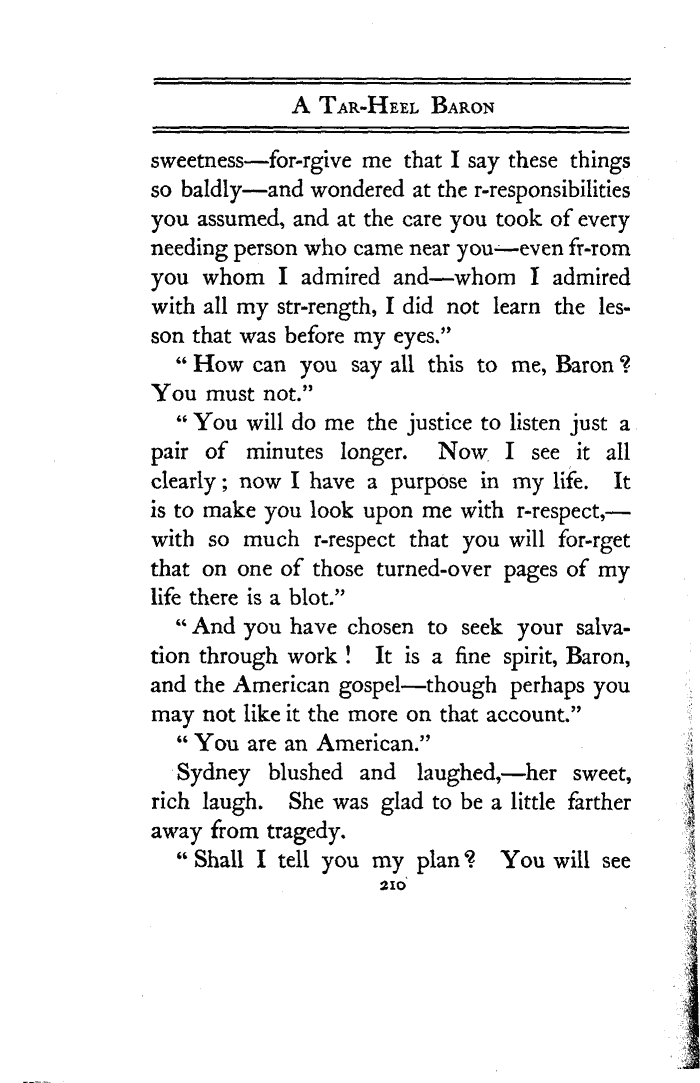 A Tar-Heel Baron
sweetness—for-rgive me that I say these things
so baldly—and wondered at the r-responsibilities
you assumed, and at the care you took of every
needing person who came near you—even fr-rom
you whom I admired and—whom I admired
with all my str-rength, I did not learn the les-
son that was before my eyes.”
“ How can you say all this to me, Baron ?
You must not.”
“ You will do me the justice to listen just a
pair of minutes longer. Now I see it all
clearly ; now I have a purpose in my life. It
is to make you look upon me with r-respect,—
with so much r-respect that you will for-rget
that on one of those turned-over pages of my
life there is a blot.”
“ And you have chosen to seek your salva-
tion through work ! It is a fine spirit, Baron,
and the American gospel—though perhaps you
may not like it the more on that account.”
“ You are an American.”
Sydney blushed and laughed,—her sweet,
rich laugh. She was glad to be a little farther
away from tragedy.
“ Shall I tell you my plan ? You will see
210